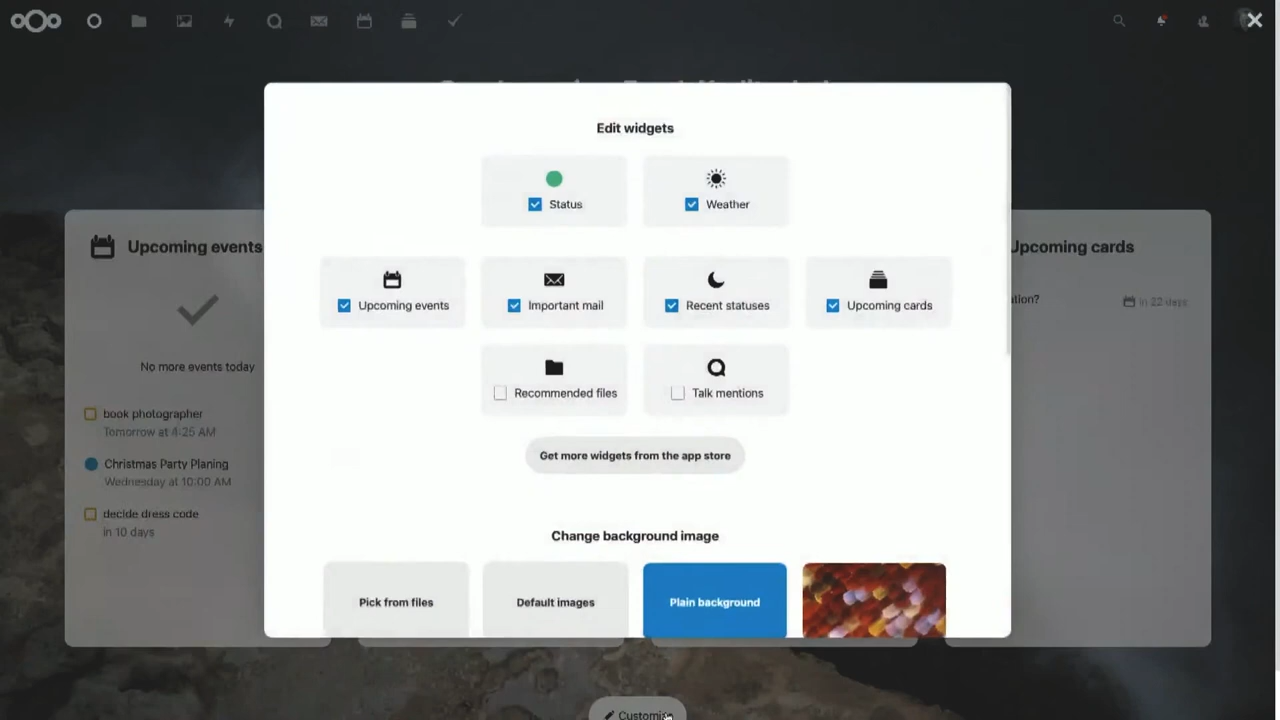 Edit widgets
Status
Weather
Upcoming events
Important mail
Recent statuses
Upcoming cards
Recommended files
Talk mentions
Get more widgets from the app store
Change background image
Pick from files
Default images
Plain background
Upcoming events
No more events today
book photographer
Tomorrow at 4:25 AM
Christmas Party Planing
Wednesday at 10:00 AM
decide dress code
in 10 days
Upcoming cards
in 22 days
Customize